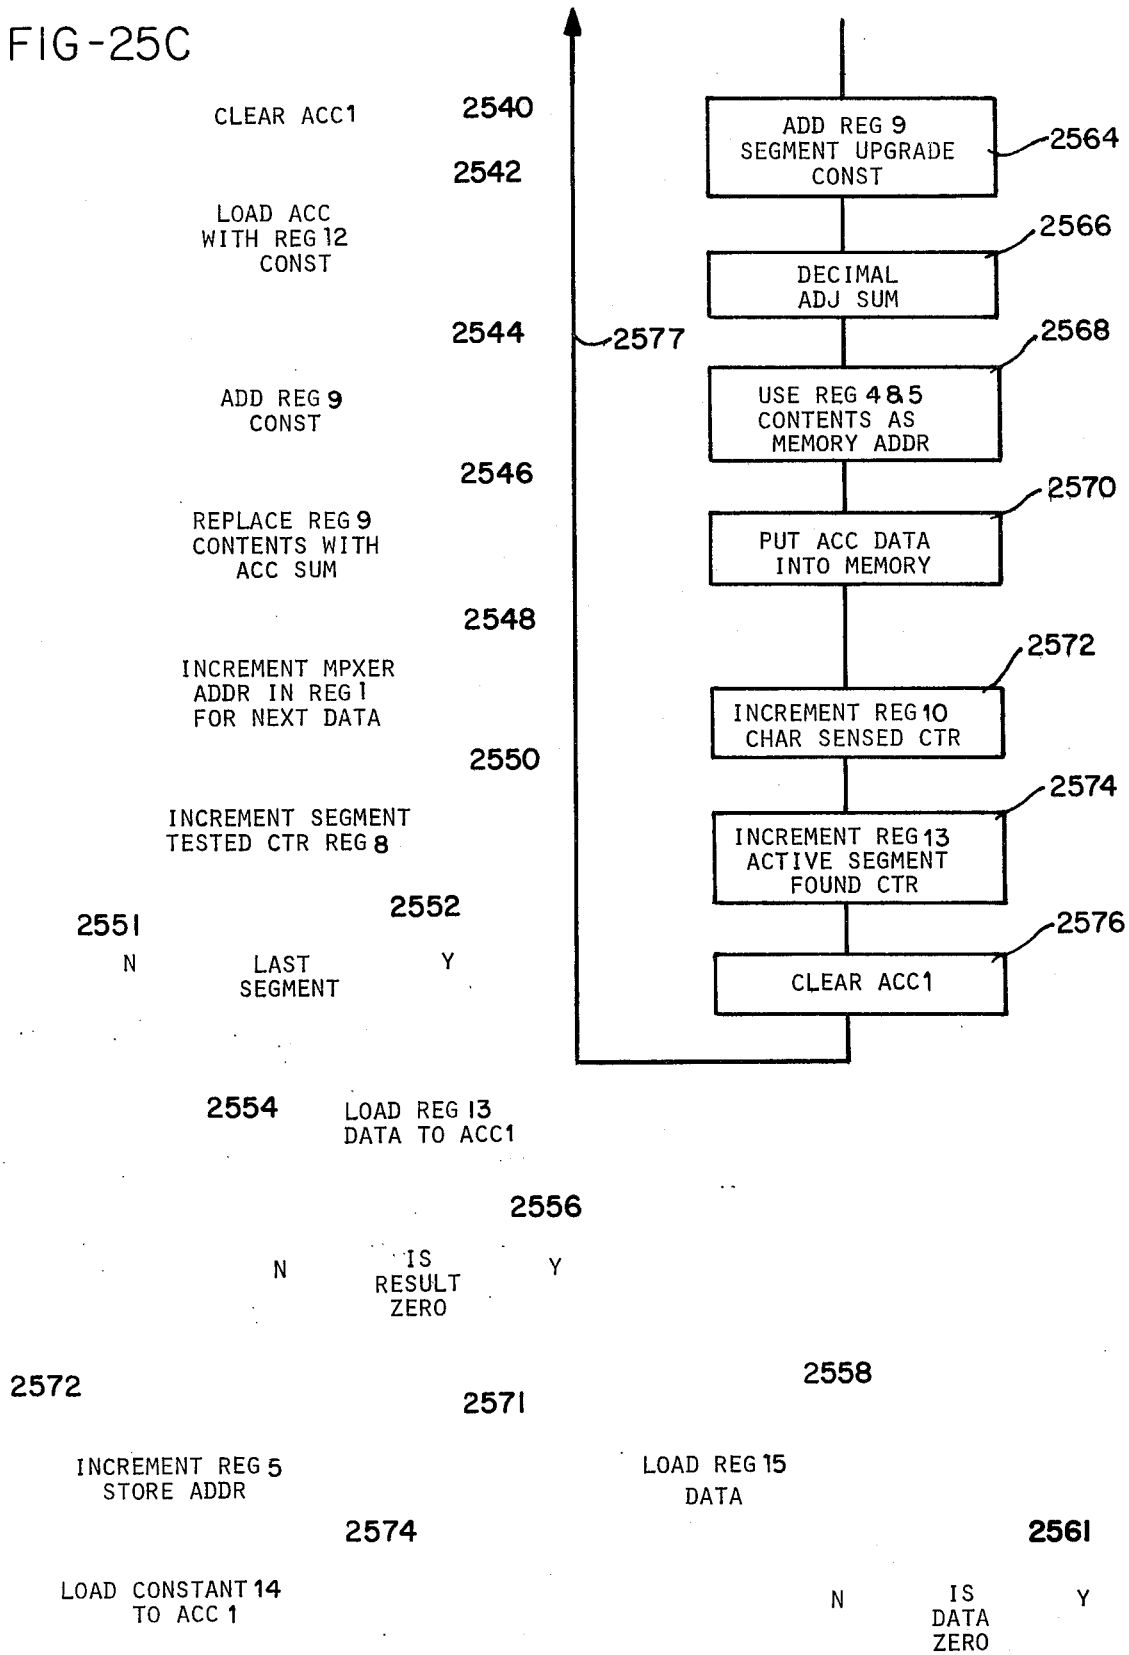 FIG-25C
CLEAR ACC1
2540
2542
LOAD ACC
WITH REG 12
CONST
2544
ADD REG 9
CONST
2546
REPLACE REG 9
CONTENTS WITH
ACC SUM
2548
INCREMENT MPXER
ADDR IN REG 1
FOR NEXT DATA
2550
INCREMENT SEGMENT
TESTED CTR REG 8
2551
2552
N
LAST
SEGMENT
Y
2554
LOAD REG 13
DATA TO ACC1
2556
N
IS
RESULT
ZERO
Y
2572
2571
INCREMENT REG 5
STORE ADDR
2574
LOAD CONSTANT 14
TO ACC 1
2558
LOAD REG 15
DATA
2561
N
IS
DATA
ZERO
Y
2577
ADD REG 9
SEGMENT UPGRADE
CONST
2564
2566
DECIMAL
ADJ SUM
2568
USE REG 4&5
CONTENTS AS
MEMORY ADDR
2570
PUT ACC DATA
INTO MEMORY
2572
INCREMENT REG 10
CHAR SENSED CTR
2574
INCREMENT REG 13
ACTIVE SEGMENT
FOUND CTR
2576
CLEAR ACC1